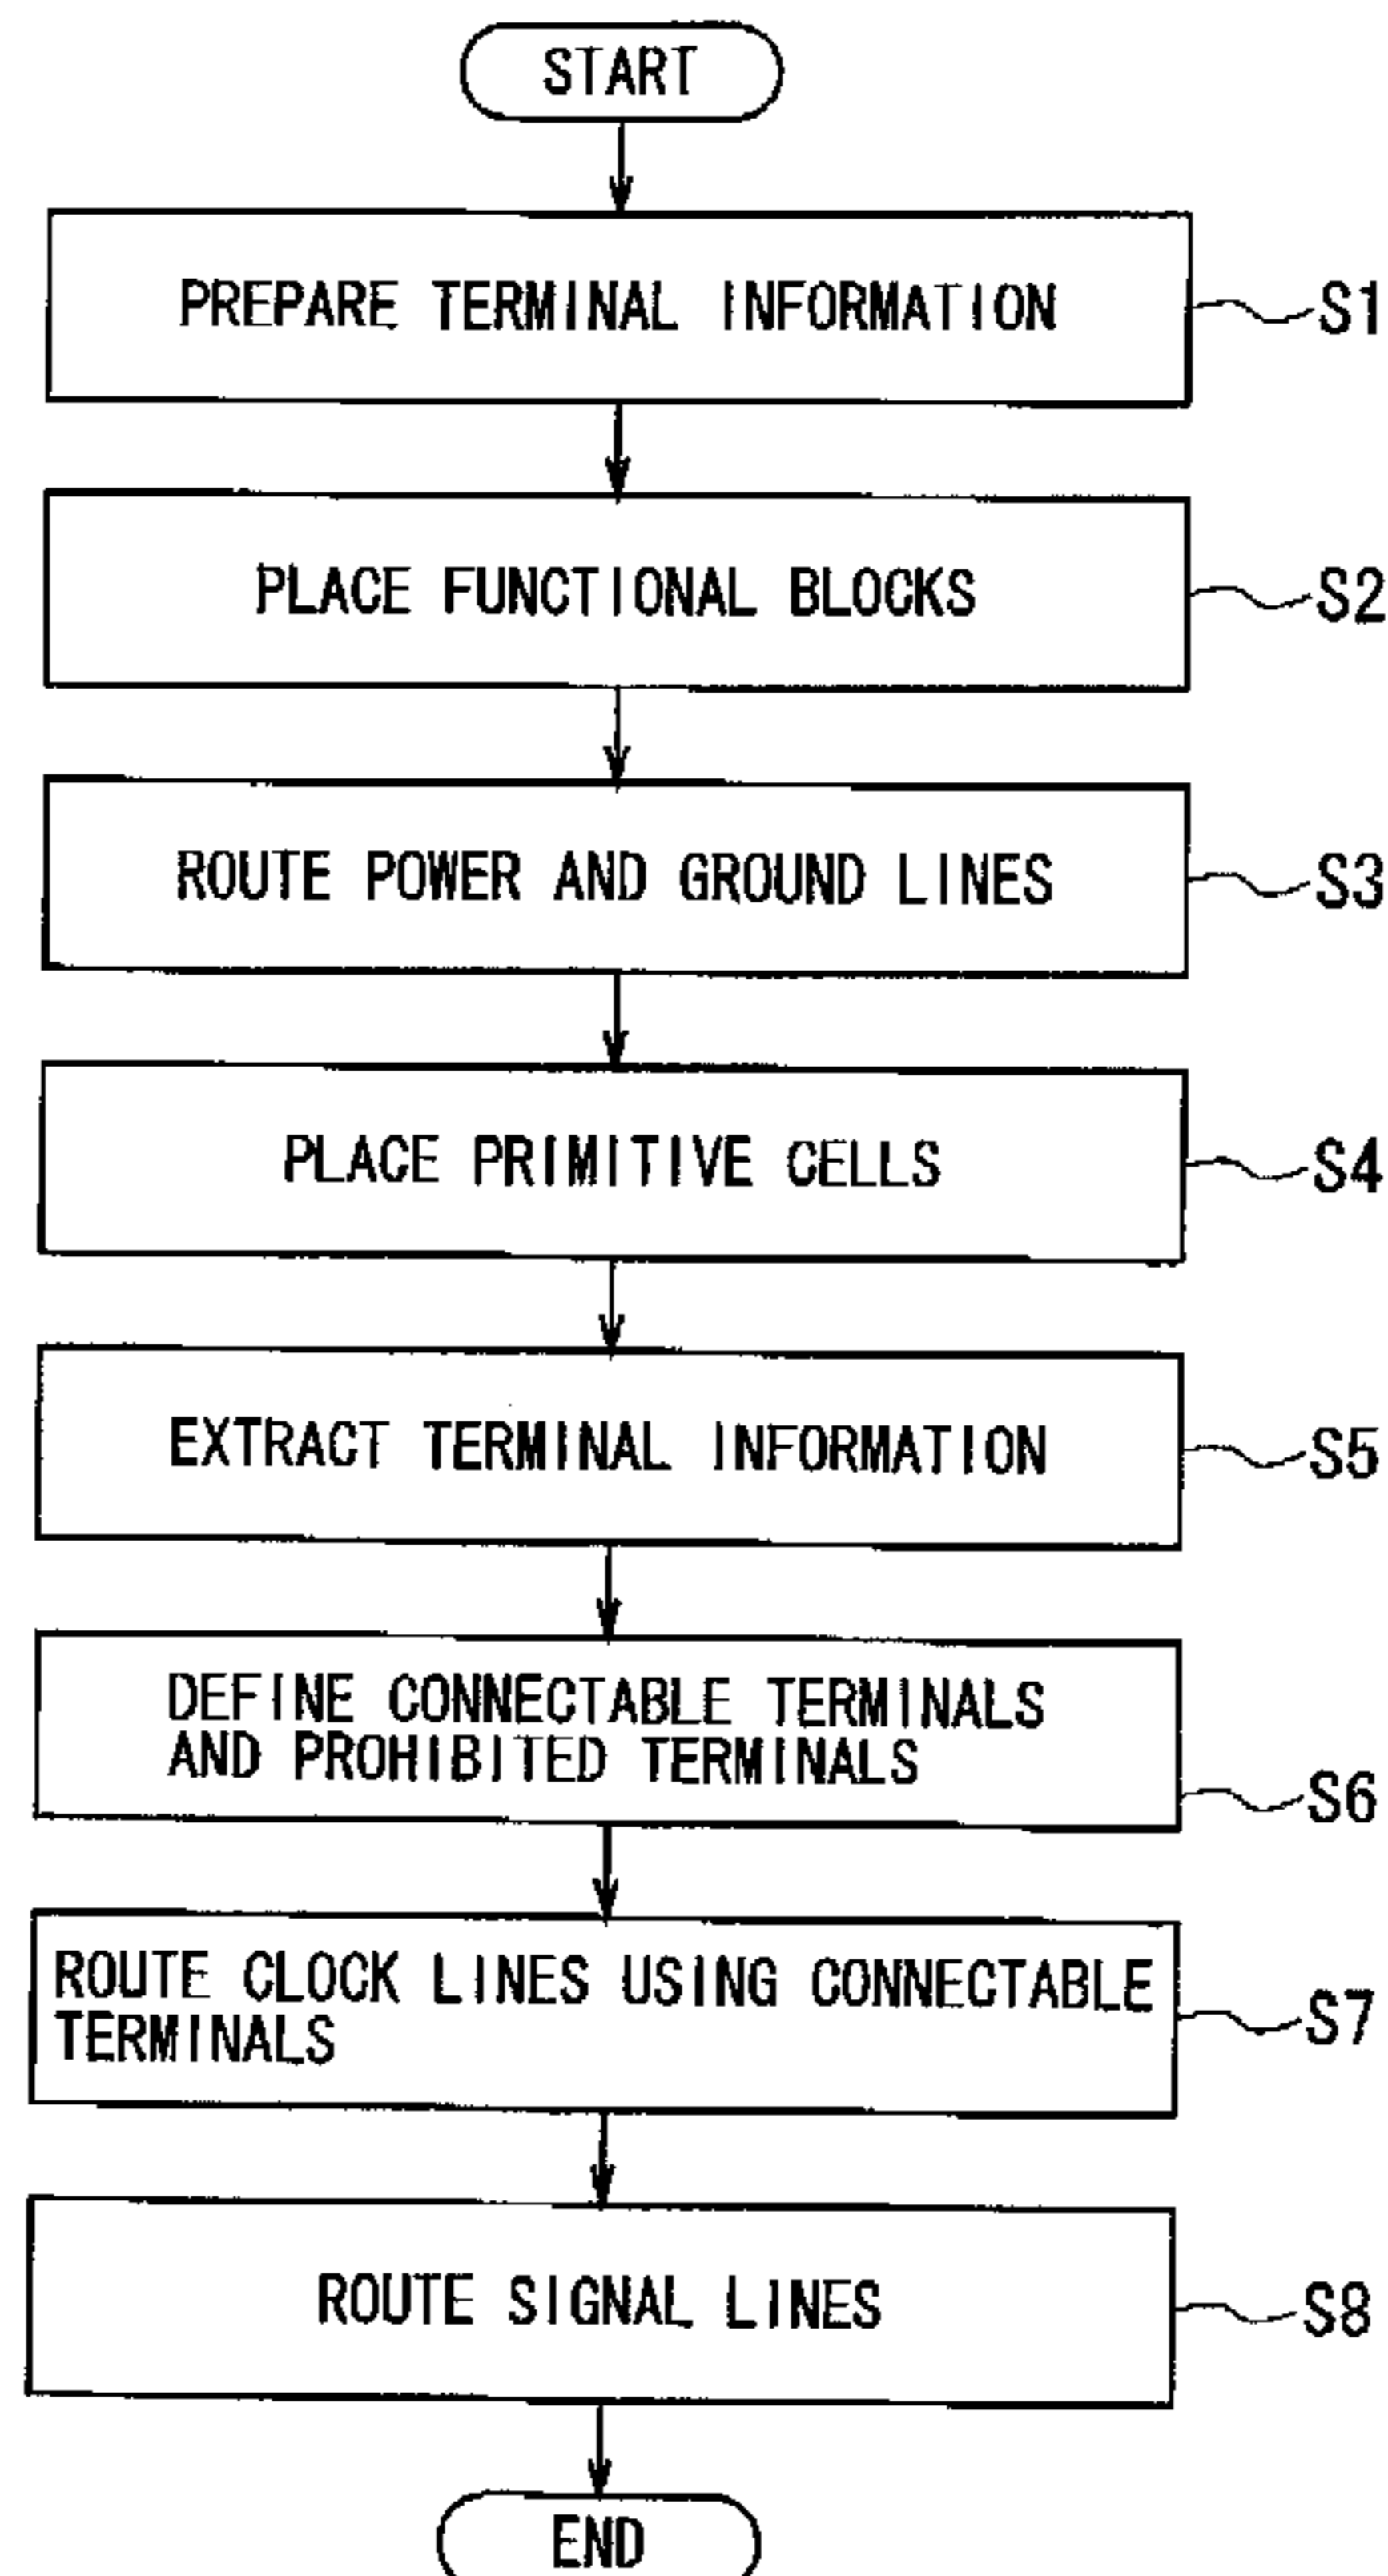 START
PREPARE TERMINAL INFORMATION
S1
PLACE FUNCTIONAL BLOCKS
S2
ROUTE POWER AND GROUND LINES
S3
PLACE PRIMITIVE CELLS
S4
EXTRACT TERMINAL INFORMATION
S5
DEFINE CONNECTABLE TERMINALS
AND PROHIBITED TERMINALS
S6
ROUTE CLOCK LINES USING CONNECTABLE
TERMINALS
S7
ROUTE SIGNAL LINES
S8
END